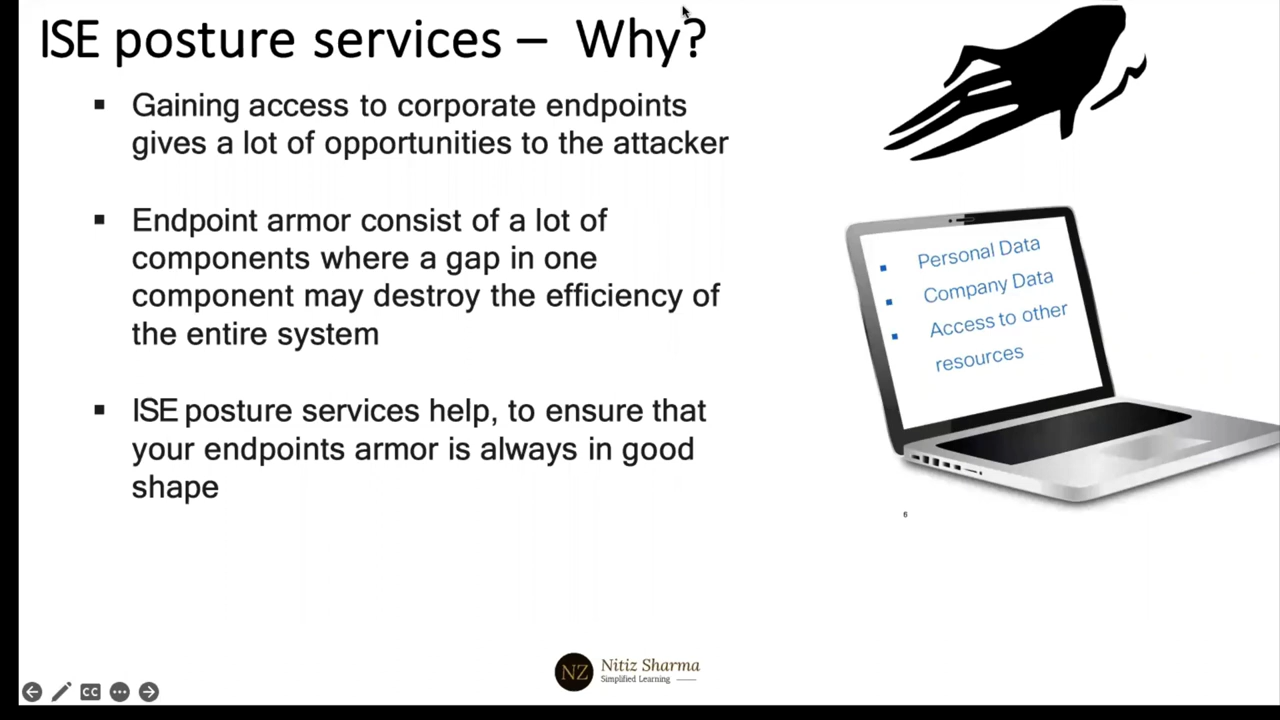 ISE posture services – Why?
▪ Gaining access to corporate endpoints
gives a lot of opportunities to the attacker
▪ Endpoint armor consist of a lot of
components where a gap in one
component may destroy the efficiency of
the entire system
▪ ISE posture services help, to ensure that
your endpoints armor is always in good
shape
▪ Personal Data
▪ Company Data
▪ Access to other
resources
6
NZ
Nitiz Sharma
Simplified Learning
CC